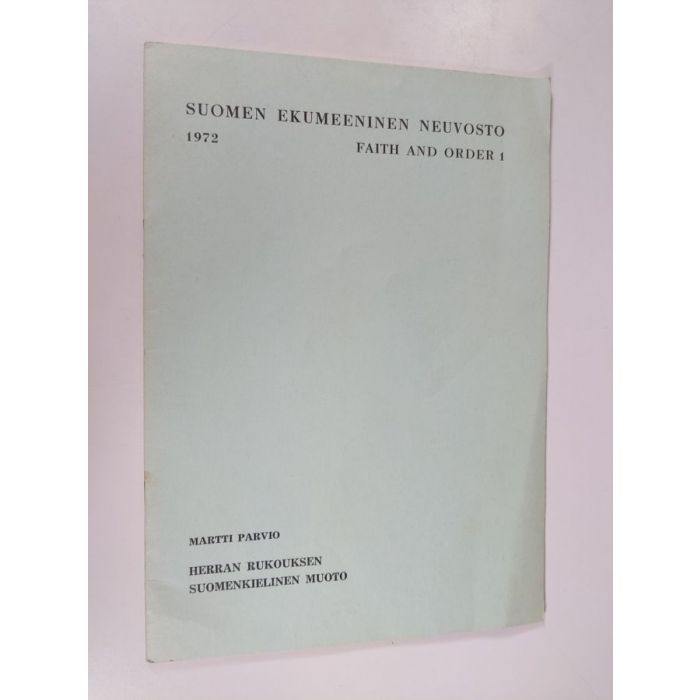 SUOMEN EKUMEENINEN NEUVOSTO
1972 FAITH AND ORDER 1
MARTTI PARVIO
HERRAN RUKOUKSEN
SUOMENKIELINEN MUOTO